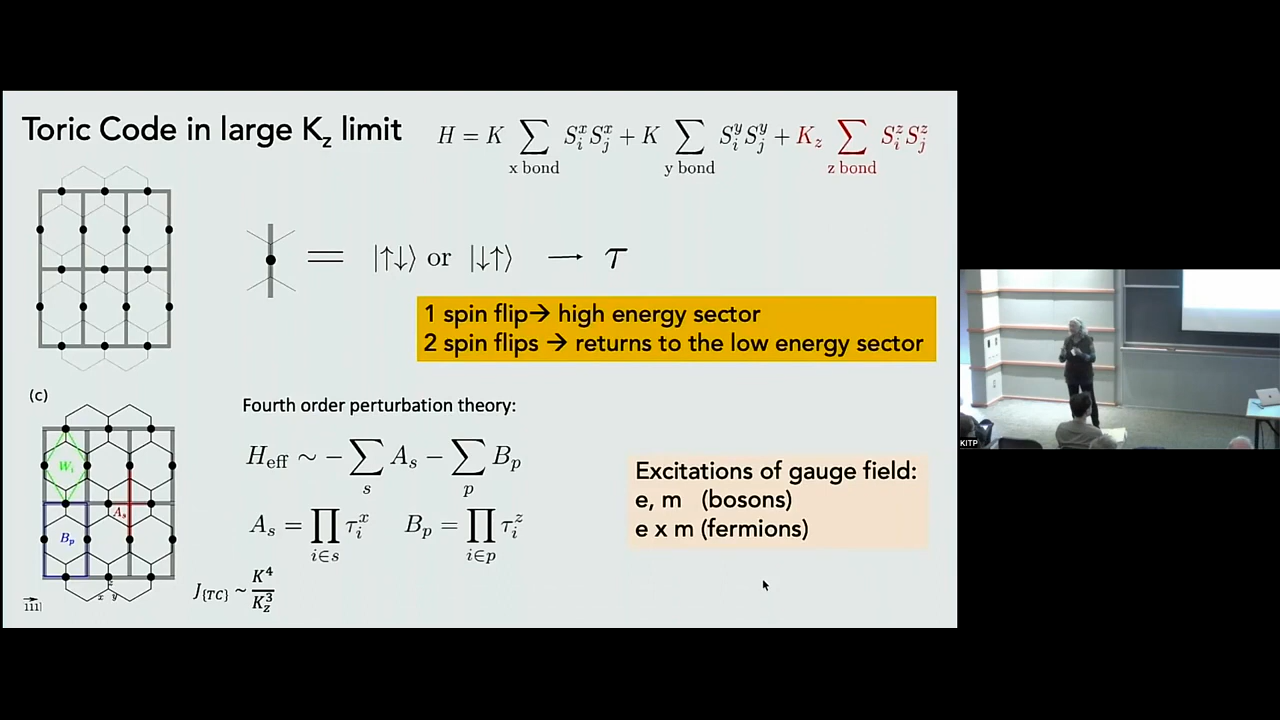 Toric Code in large K_z limit
H = K ∑ S_i^x S_j^x + K ∑ S_i^y S_j^y + K_z ∑ S_i^z S_j^z
x bond y bond z bond
= |↑↓⟩ or |↓↑⟩ → τ
1 spin flip→ high energy sector
2 spin flips → returns to the low energy sector
(c)
Fourth order perturbation theory:
W_i
A_s
B_p
z
x y
H_eff ∼ − ∑_s A_s − ∑_p B_p
A_s = ∏_{i∈s} τ_i^x B_p = ∏_{i∈p} τ_i^z
J_{TC} ~ K^4/K_z^3
Excitations of gauge field:
e, m (bosons)
e x m (fermions)
KITP